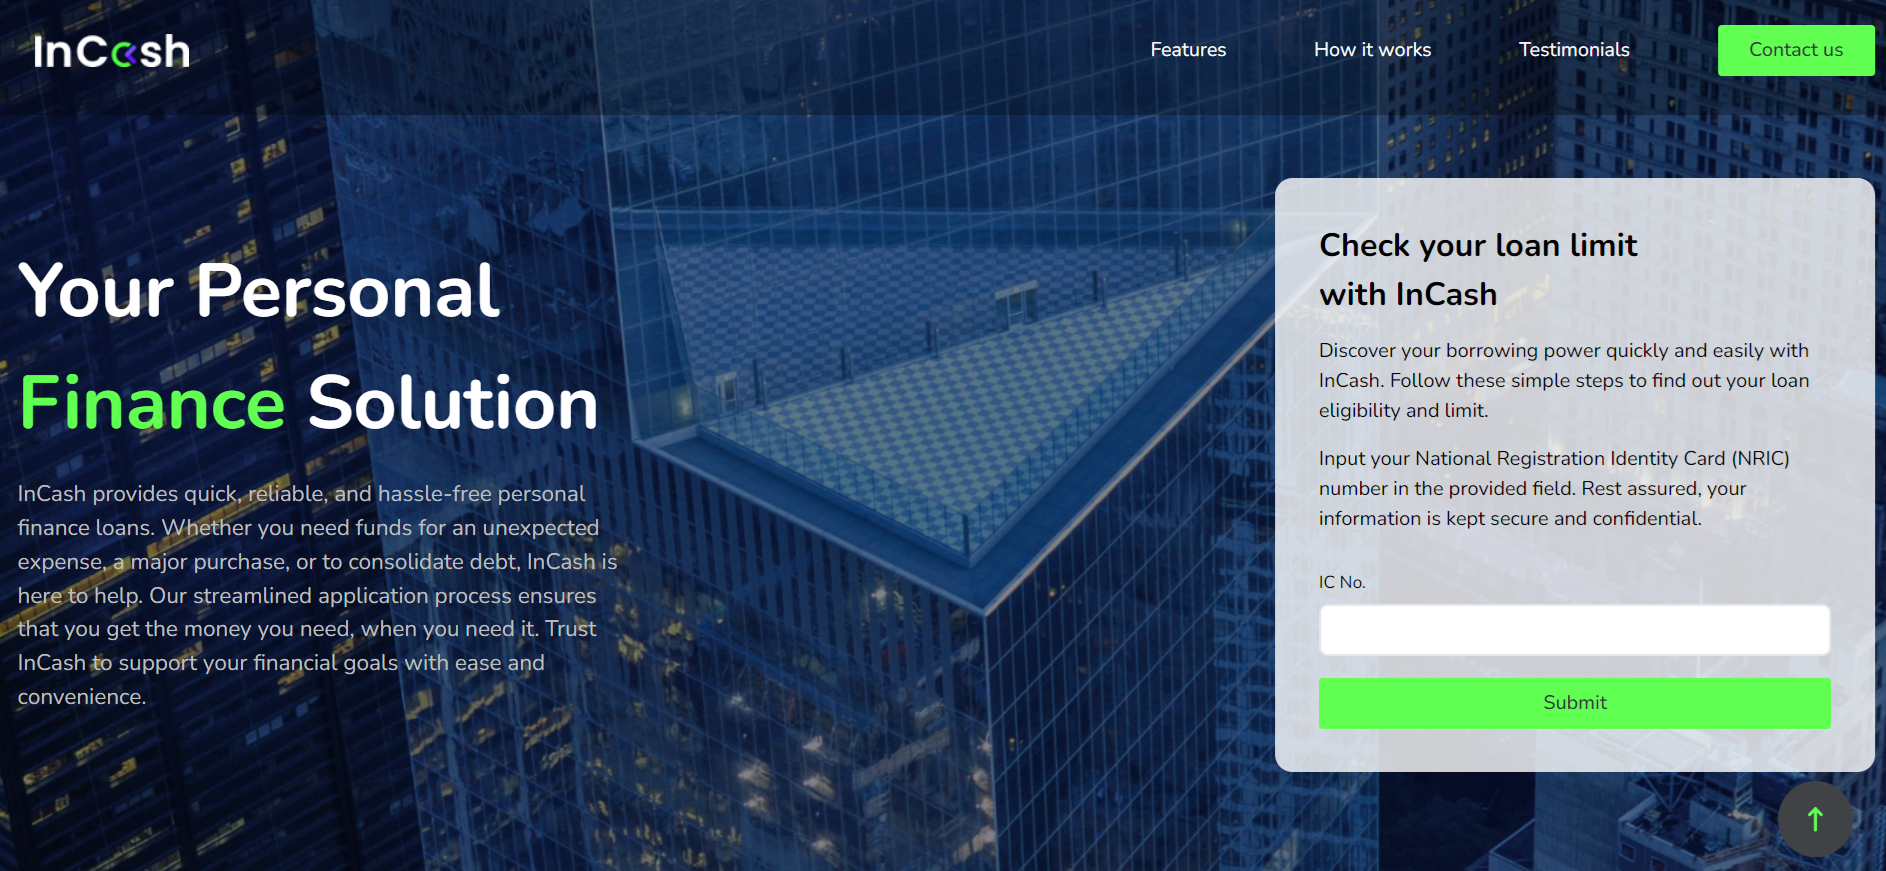 InCash
Features
How it works
Testimonials
Contact us
Your Personal
Finance Solution
InCash provides quick, reliable, and hassle-free personal
finance loans. Whether you need funds for an unexpected
expense, a major purchase, or to consolidate debt, InCash is
here to help. Our streamlined application process ensures
that you get the money you need, when you need it. Trust
InCash to support your financial goals with ease and
convenience.
Check your loan limit
with InCash
Discover your borrowing power quickly and easily with
InCash. Follow these simple steps to find out your loan
eligibility and limit.
Input your National Registration Identity Card (NRIC)
number in the provided field. Rest assured, your
information is kept secure and confidential.
IC No.
Submit